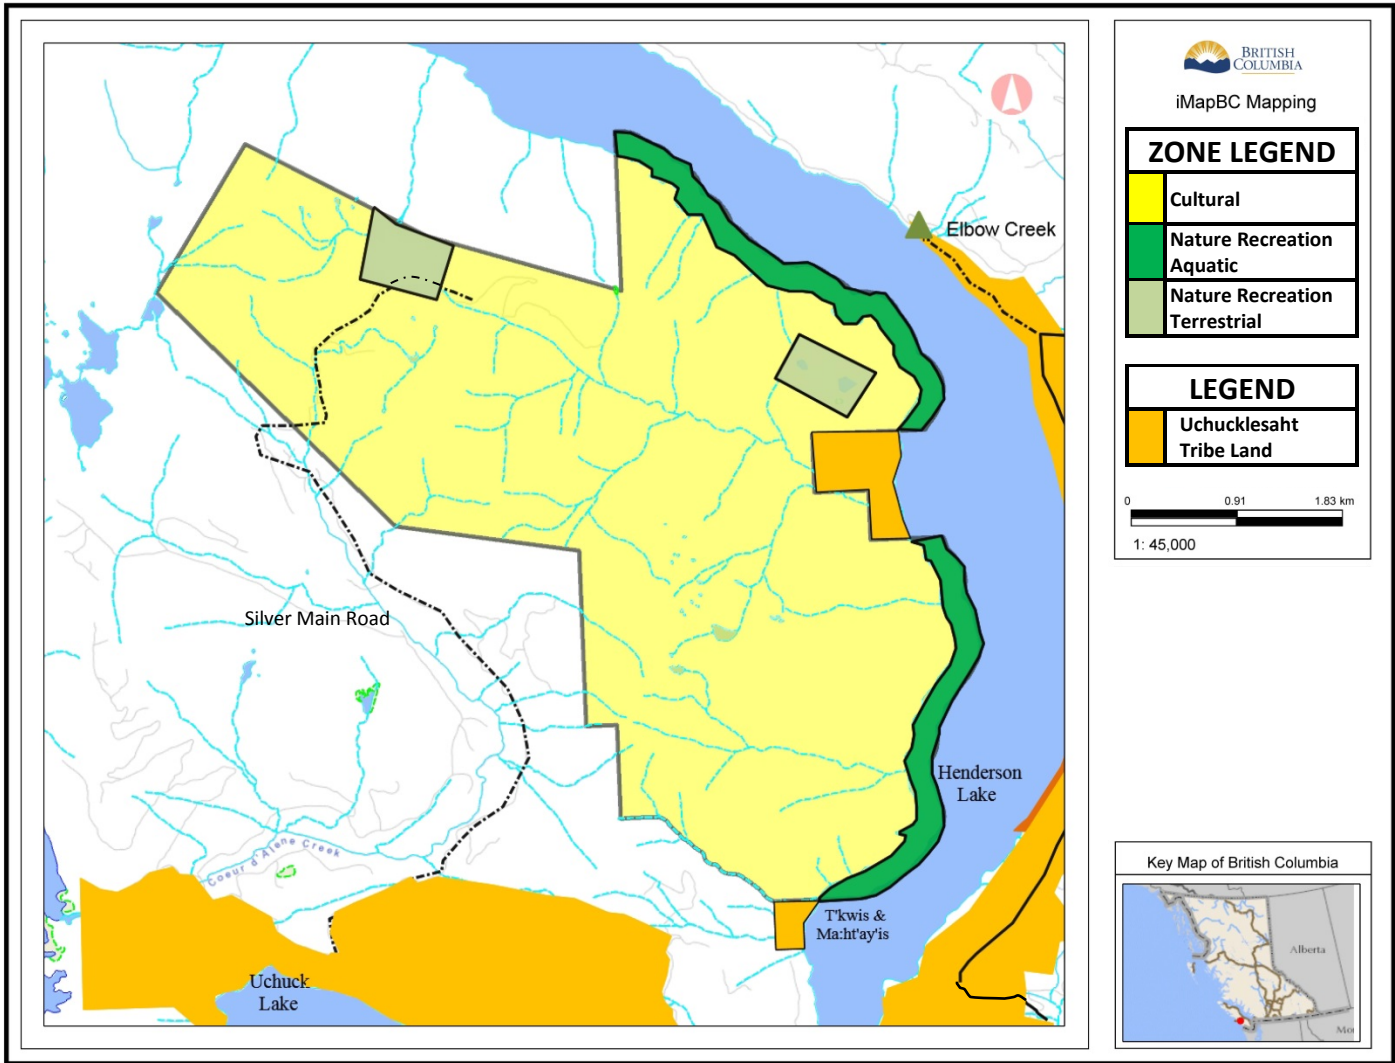 Elbow Creek
Silver Main Road
Henderson
Lake
Coeur d'Alene Creek
T'kwis &
Ma:ht'ay'is
Uchuck
Lake
BRITISH
COLUMBIA
iMapBC Mapping
ZONE LEGEND
Cultural
Nature Recreation
Aquatic
Nature Recreation
Terrestrial
LEGEND
Uchucklesaht
Tribe Land
0 0.91 1.83 km
1: 45,000
Key Map of British Columbia
Alberta